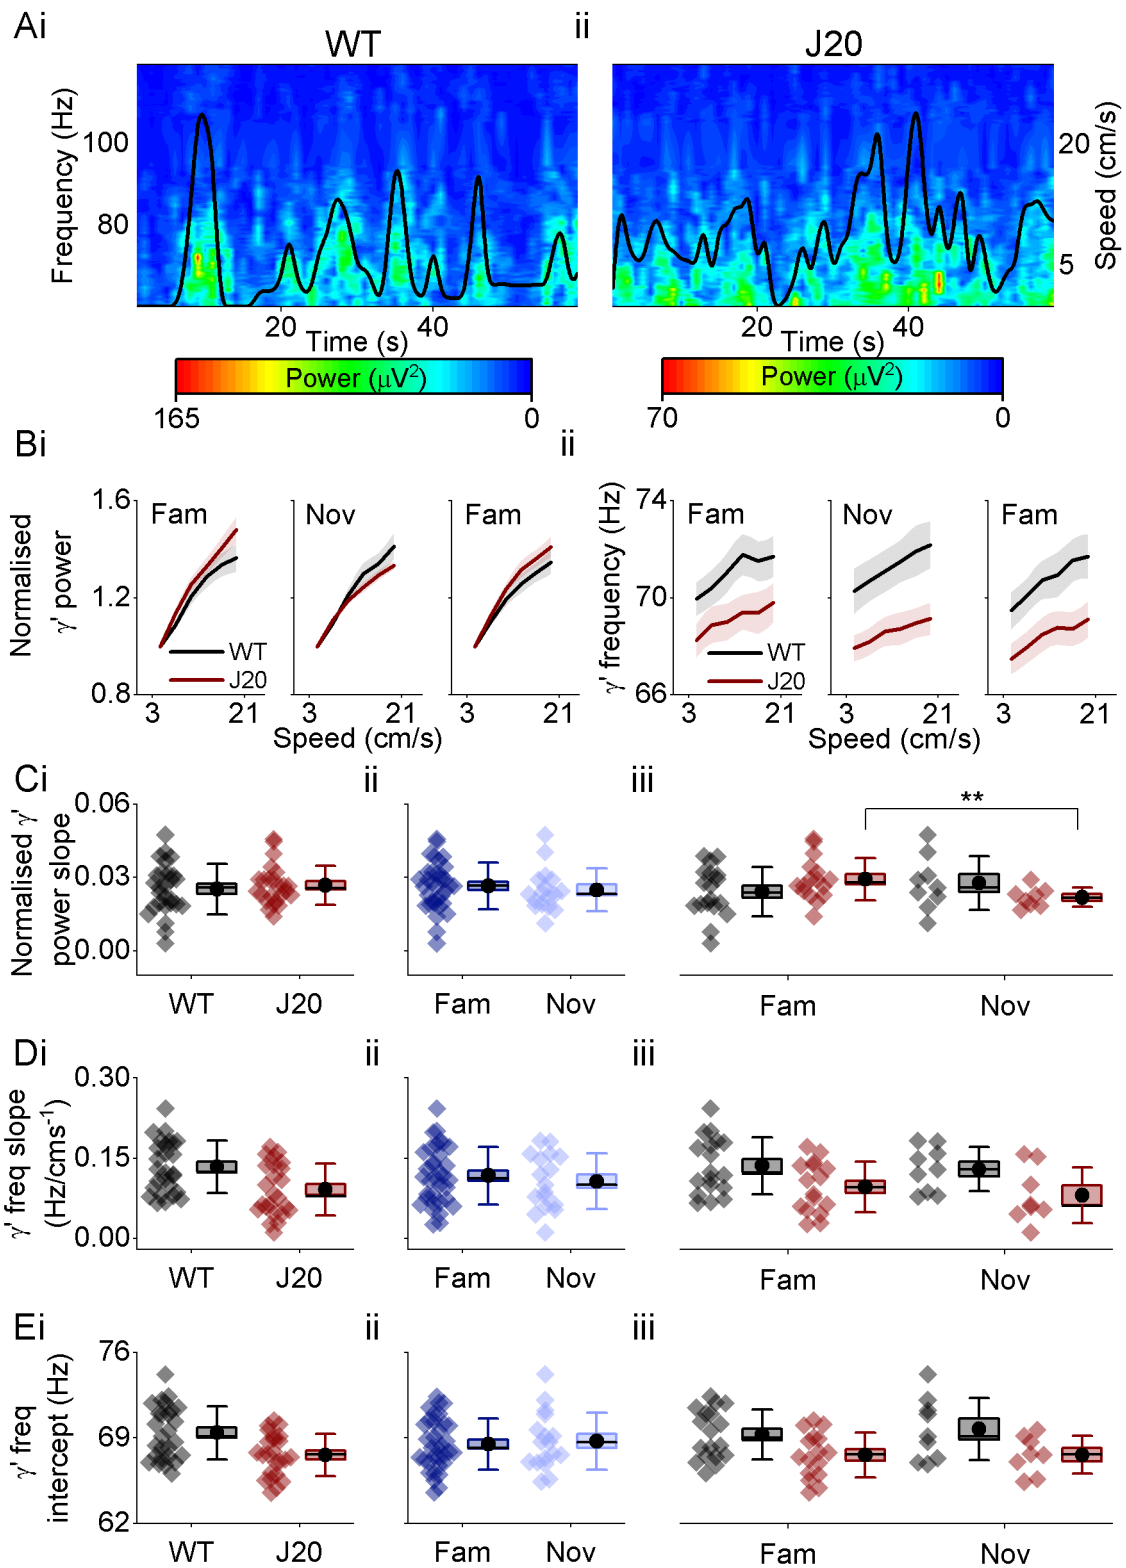 Ai WT ii J20
Frequency (Hz)
100
80
20
5
Speed (cm/s)
20 40
Time (s)
20 40
Time (s)
Power (μV²)
165 0
Power (μV²)
70 0
Bi ii
Normalised
γ' power
1.6
1.2
0.8
Fam Nov Fam
WT
J20
3 21 3 21 3 21
Speed (cm/s)
γ' frequency (Hz)
74
70
66
Fam Nov Fam
WT
J20
3 21 3 21 3 21
Speed (cm/s)
Ci ii iii
Normalised γ'
power slope
0.06
0.03
0.00
**
WT J20 Fam Nov Fam Nov
Di ii iii
γ' freq slope
(Hz/cms⁻¹)
0.30
0.15
0.00
WT J20 Fam Nov Fam Nov
Ei ii iii
γ' freq
intercept (Hz)
76
69
62
WT J20 Fam Nov Fam Nov